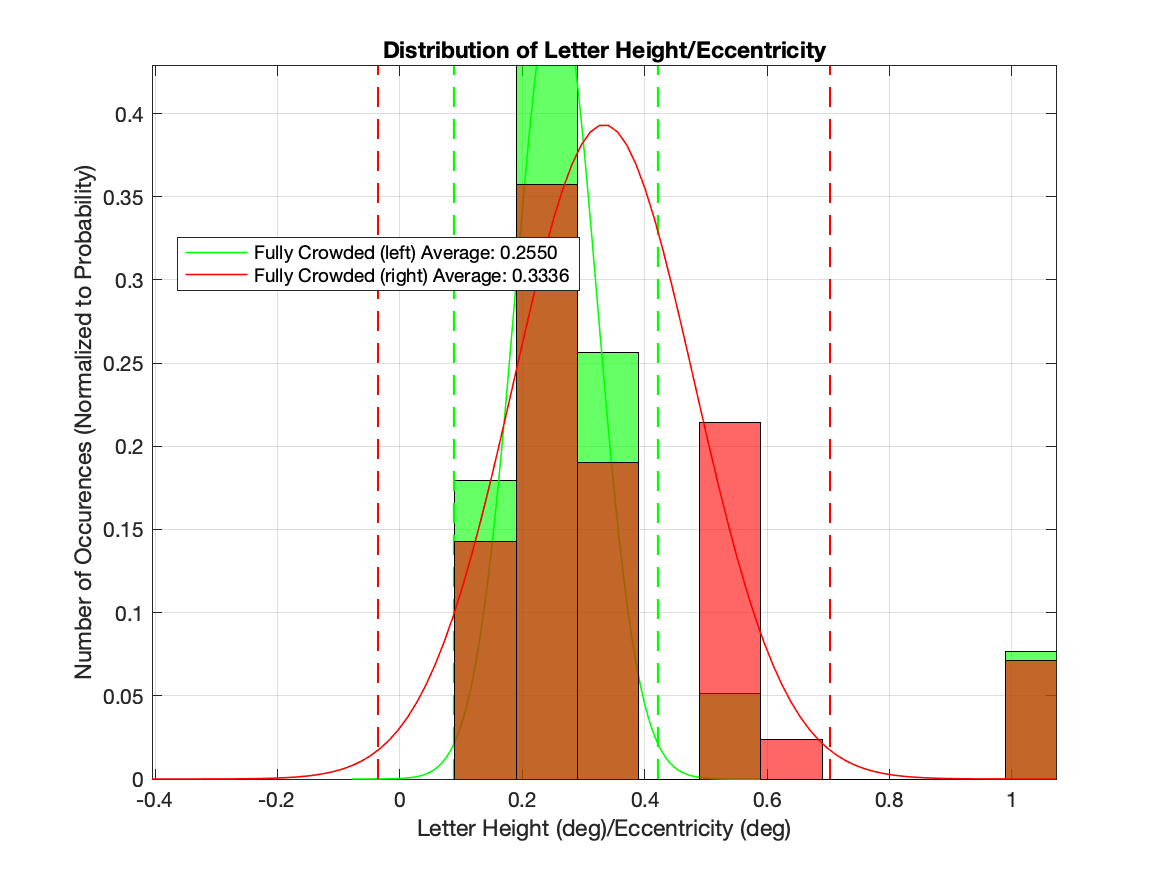 Distribution of Letter Height/Eccentricity
Number of Occurences (Normalized to Probability)
0.4
0.35
0.3
0.25
0.2
0.15
0.1
0.05
0
Fully Crowded (left) Average: 0.2550
Fully Crowded (right) Average: 0.3336
-0.4 -0.2 0 0.2 0.4 0.6 0.8 1
Letter Height (deg)/Eccentricity (deg)